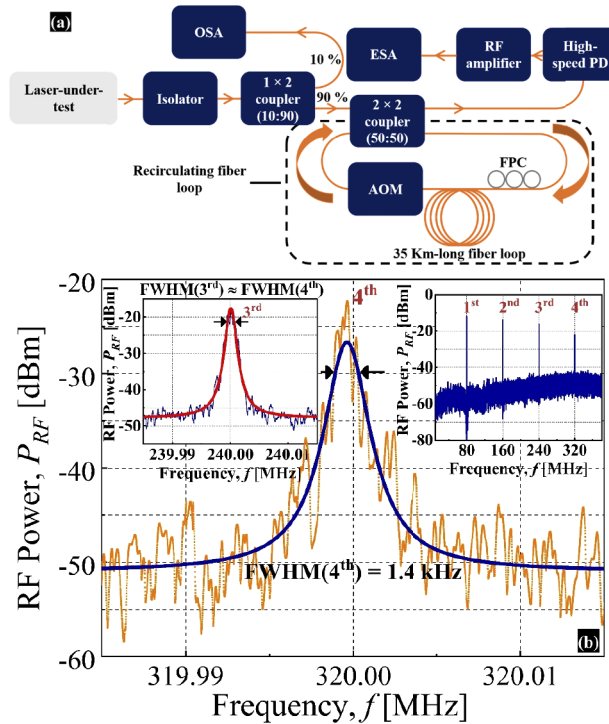 (a)
OSA
ESA
RF
amplifier
High-
speed PD
10 %
Laser-under-
test
Isolator
1 × 2
coupler
(10:90)
90 %
2 × 2
coupler
(50:50)
Recirculating fiber
loop
AOM
FPC
35 Km-long fiber loop
-20
-30
-40
-50
-60
RF Power, P_RF [dBm]
319.99
320.00
320.01
Frequency, f [MHz]
FWHM(3rd) ≈ FWHM(4th)
4th
3rd
-20
-30
-40
-50
RF Power, P_RF [dBm]
239.99
240.00
240.01
Frequency, f [MHz]
1st
2nd
3rd
4th
0
-20
-40
-60
-80
RF Power, P_RF [dBm]
80
160
240
320
Frequency, f [MHz]
FWHM(4th) = 1.4 kHz
(b)